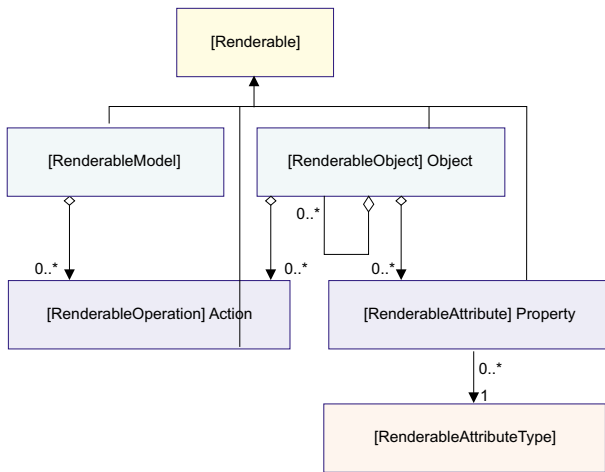 [Renderable]
[RenderableModel]
[RenderableObject] Object
0..*
0..*
0..*
0..*
[RenderableOperation] Action
[RenderableAttribute] Property
0..*
1
[RenderableAttributeType]